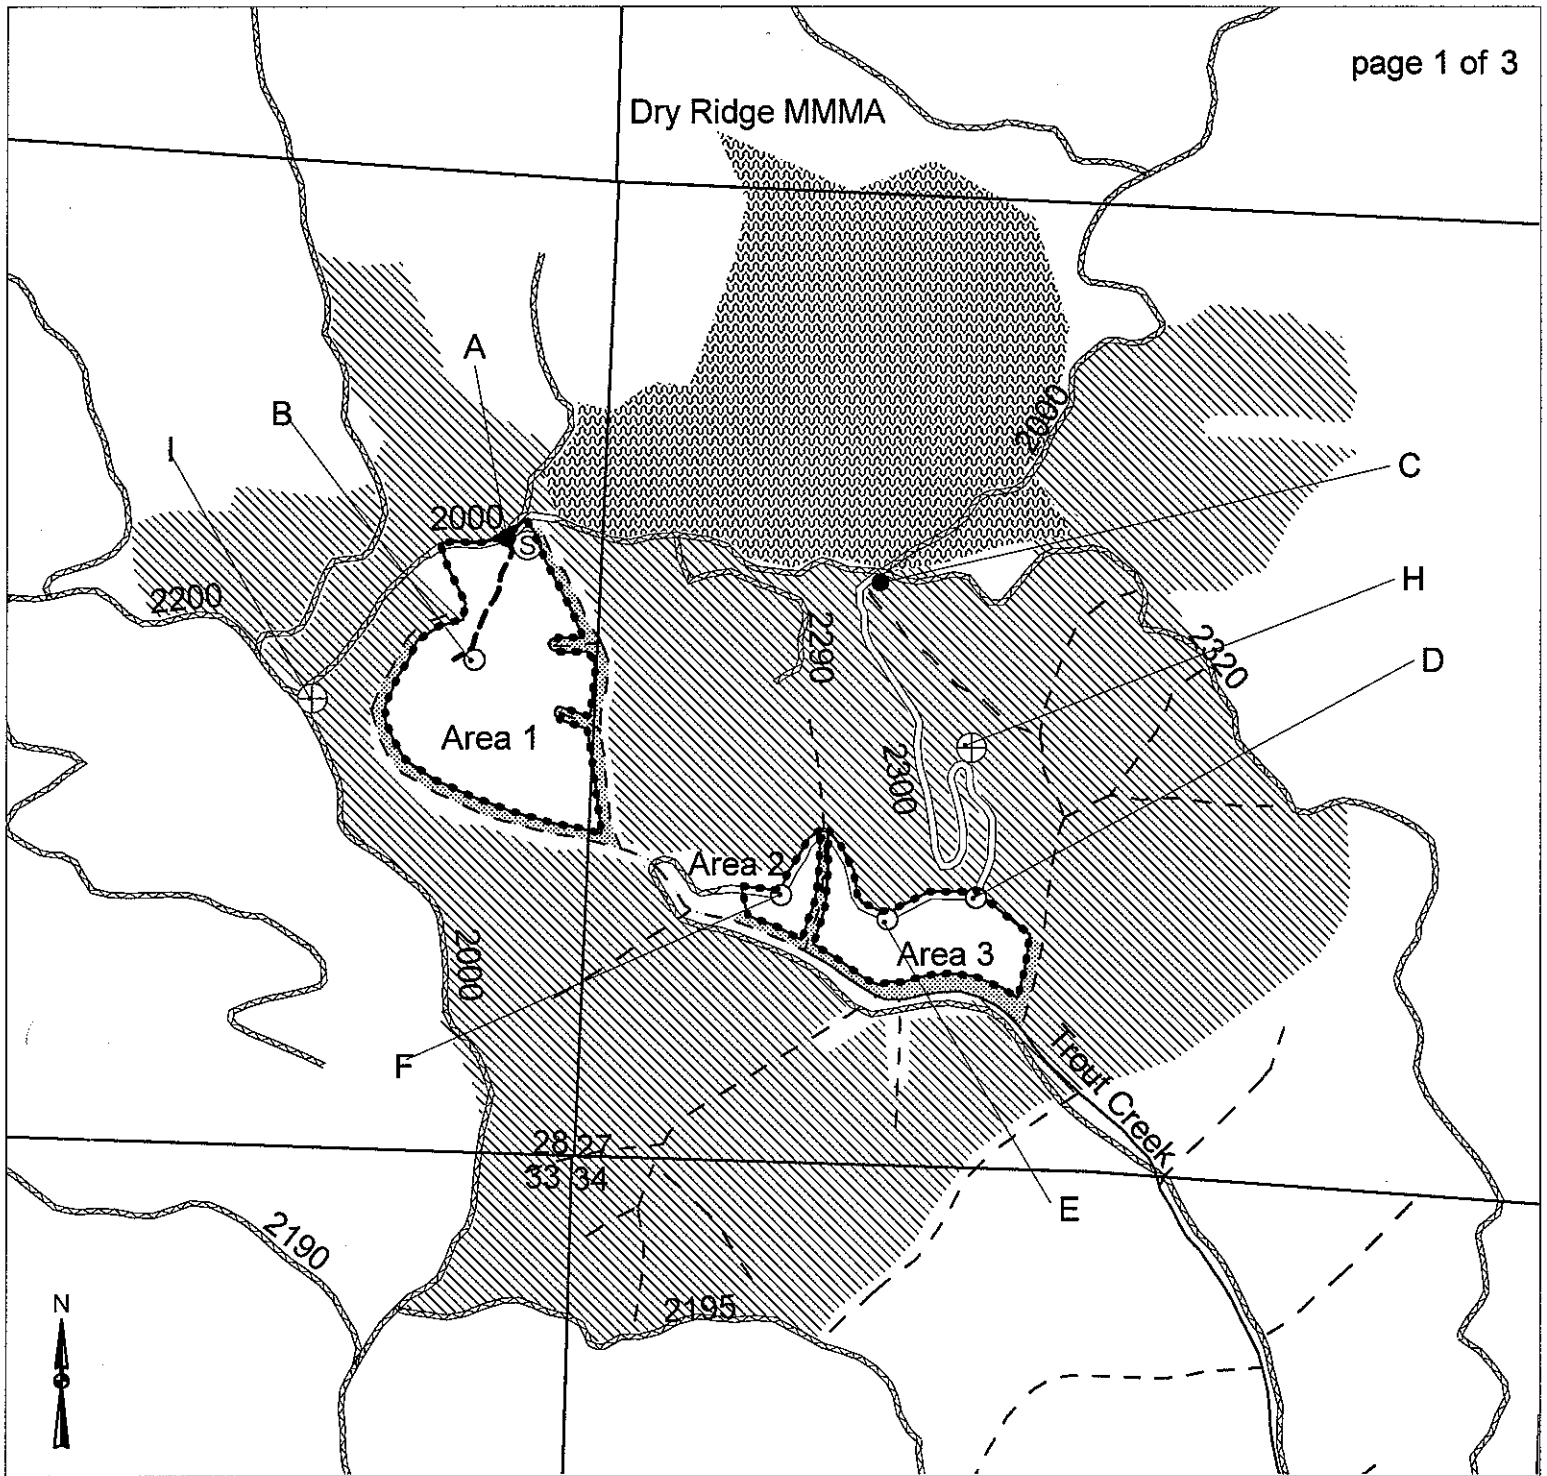 page 1 of 3
Dry Ridge MMMA
A
B
I
2000
C
2000
S
H
2200
2290
2320
D
Area 1
2300
Area 2
Area 3
2000
F
Trout Creek
28 27
33 34
E
2190
2195
N